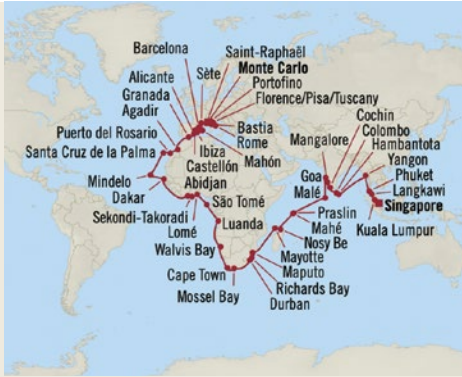 Barcelona
Saint-Raphaël
Alicante
Sète
Monte Carlo
Granada
Portofino
Agadir
Florence/Pisa/Tuscany
Puerto del Rosario
Bastia
Rome
Santa Cruz de la Palma
Ibiza
Mahón
Castellón
Mindelo
Abidjan
Dakar
São Tomé
Sekondi-Takoradi
Lomé
Luanda
Walvis Bay
Cape Town
Mossel Bay
Cochin
Colombo
Mangalore
Hambantota
Yangon
Goa
Phuket
Malé
Langkawi
Singapore
Praslin
Mahé
Kuala Lumpur
Nosy Be
Mayotte
Maputo
Richards Bay
Durban